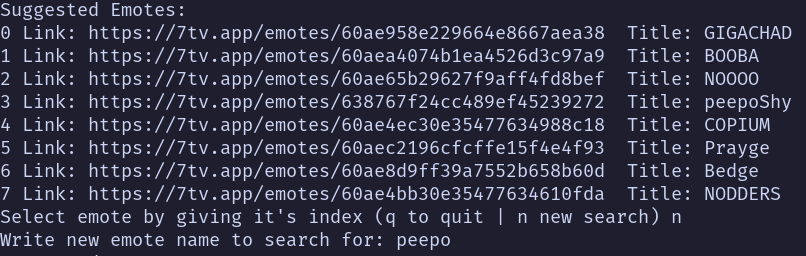 Suggested Emotes:
0 Link: https://7tv.app/emotes/60ae958e229664e8667aea38  Title: GIGACHAD
1 Link: https://7tv.app/emotes/60aea4074b1ea4526d3c97a9  Title: BOOBA
2 Link: https://7tv.app/emotes/60ae65b29627f9aff4fd8bef  Title: NOOOO
3 Link: https://7tv.app/emotes/638767f24cc489ef45239272  Title: peepoShy
4 Link: https://7tv.app/emotes/60ae4ec30e35477634988c18  Title: COPIUM
5 Link: https://7tv.app/emotes/60aec2196cfcffe15f4e4f93  Title: Prayge
6 Link: https://7tv.app/emotes/60ae8d9ff39a7552b658b60d  Title: Bedge
7 Link: https://7tv.app/emotes/60ae4bb30e35477634610fda  Title: NODDERS
Select emote by giving it's index (q to quit | n new search) n
Write new emote name to search for: peepo